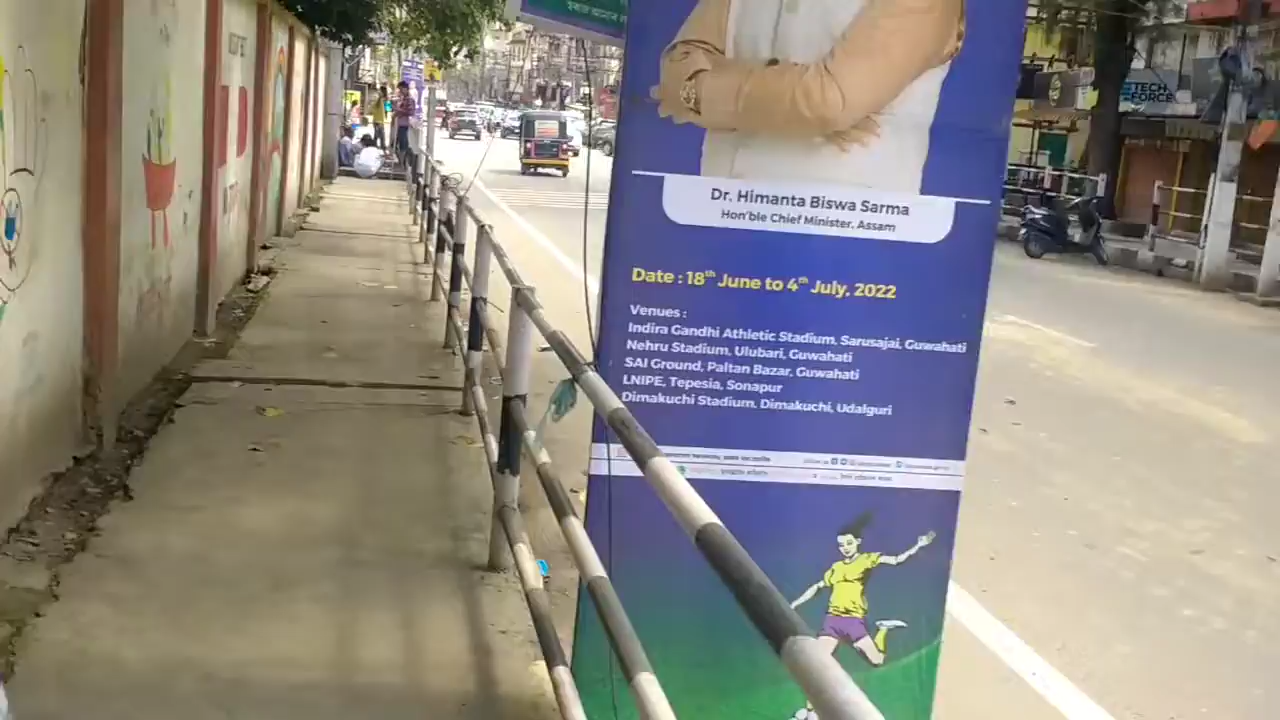 TECH
FORCE
Dr. Himanta Biswa Sarma
Hon'ble Chief Minister, Assam
Date : 18th June to 4th July, 2022
Venues :
Indira Gandhi Athletic Stadium, Sarusajai, Guwahati
Nehru Stadium, Ulubari, Guwahati
SAI Ground, Paltan Bazar, Guwahati
LNIPE, Tepesia, Sonapur
Dimakuchi Stadium, Dimakuchi, Udalguri